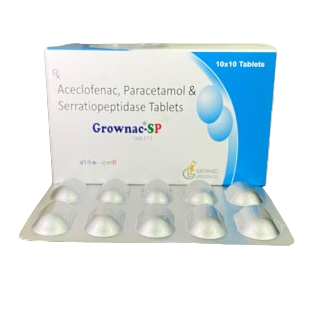 10x10 Tablets
Rx
Aceclofenac, Paracetamol &
Serratiopeptidase Tablets
Grownac-SP
TABLETS